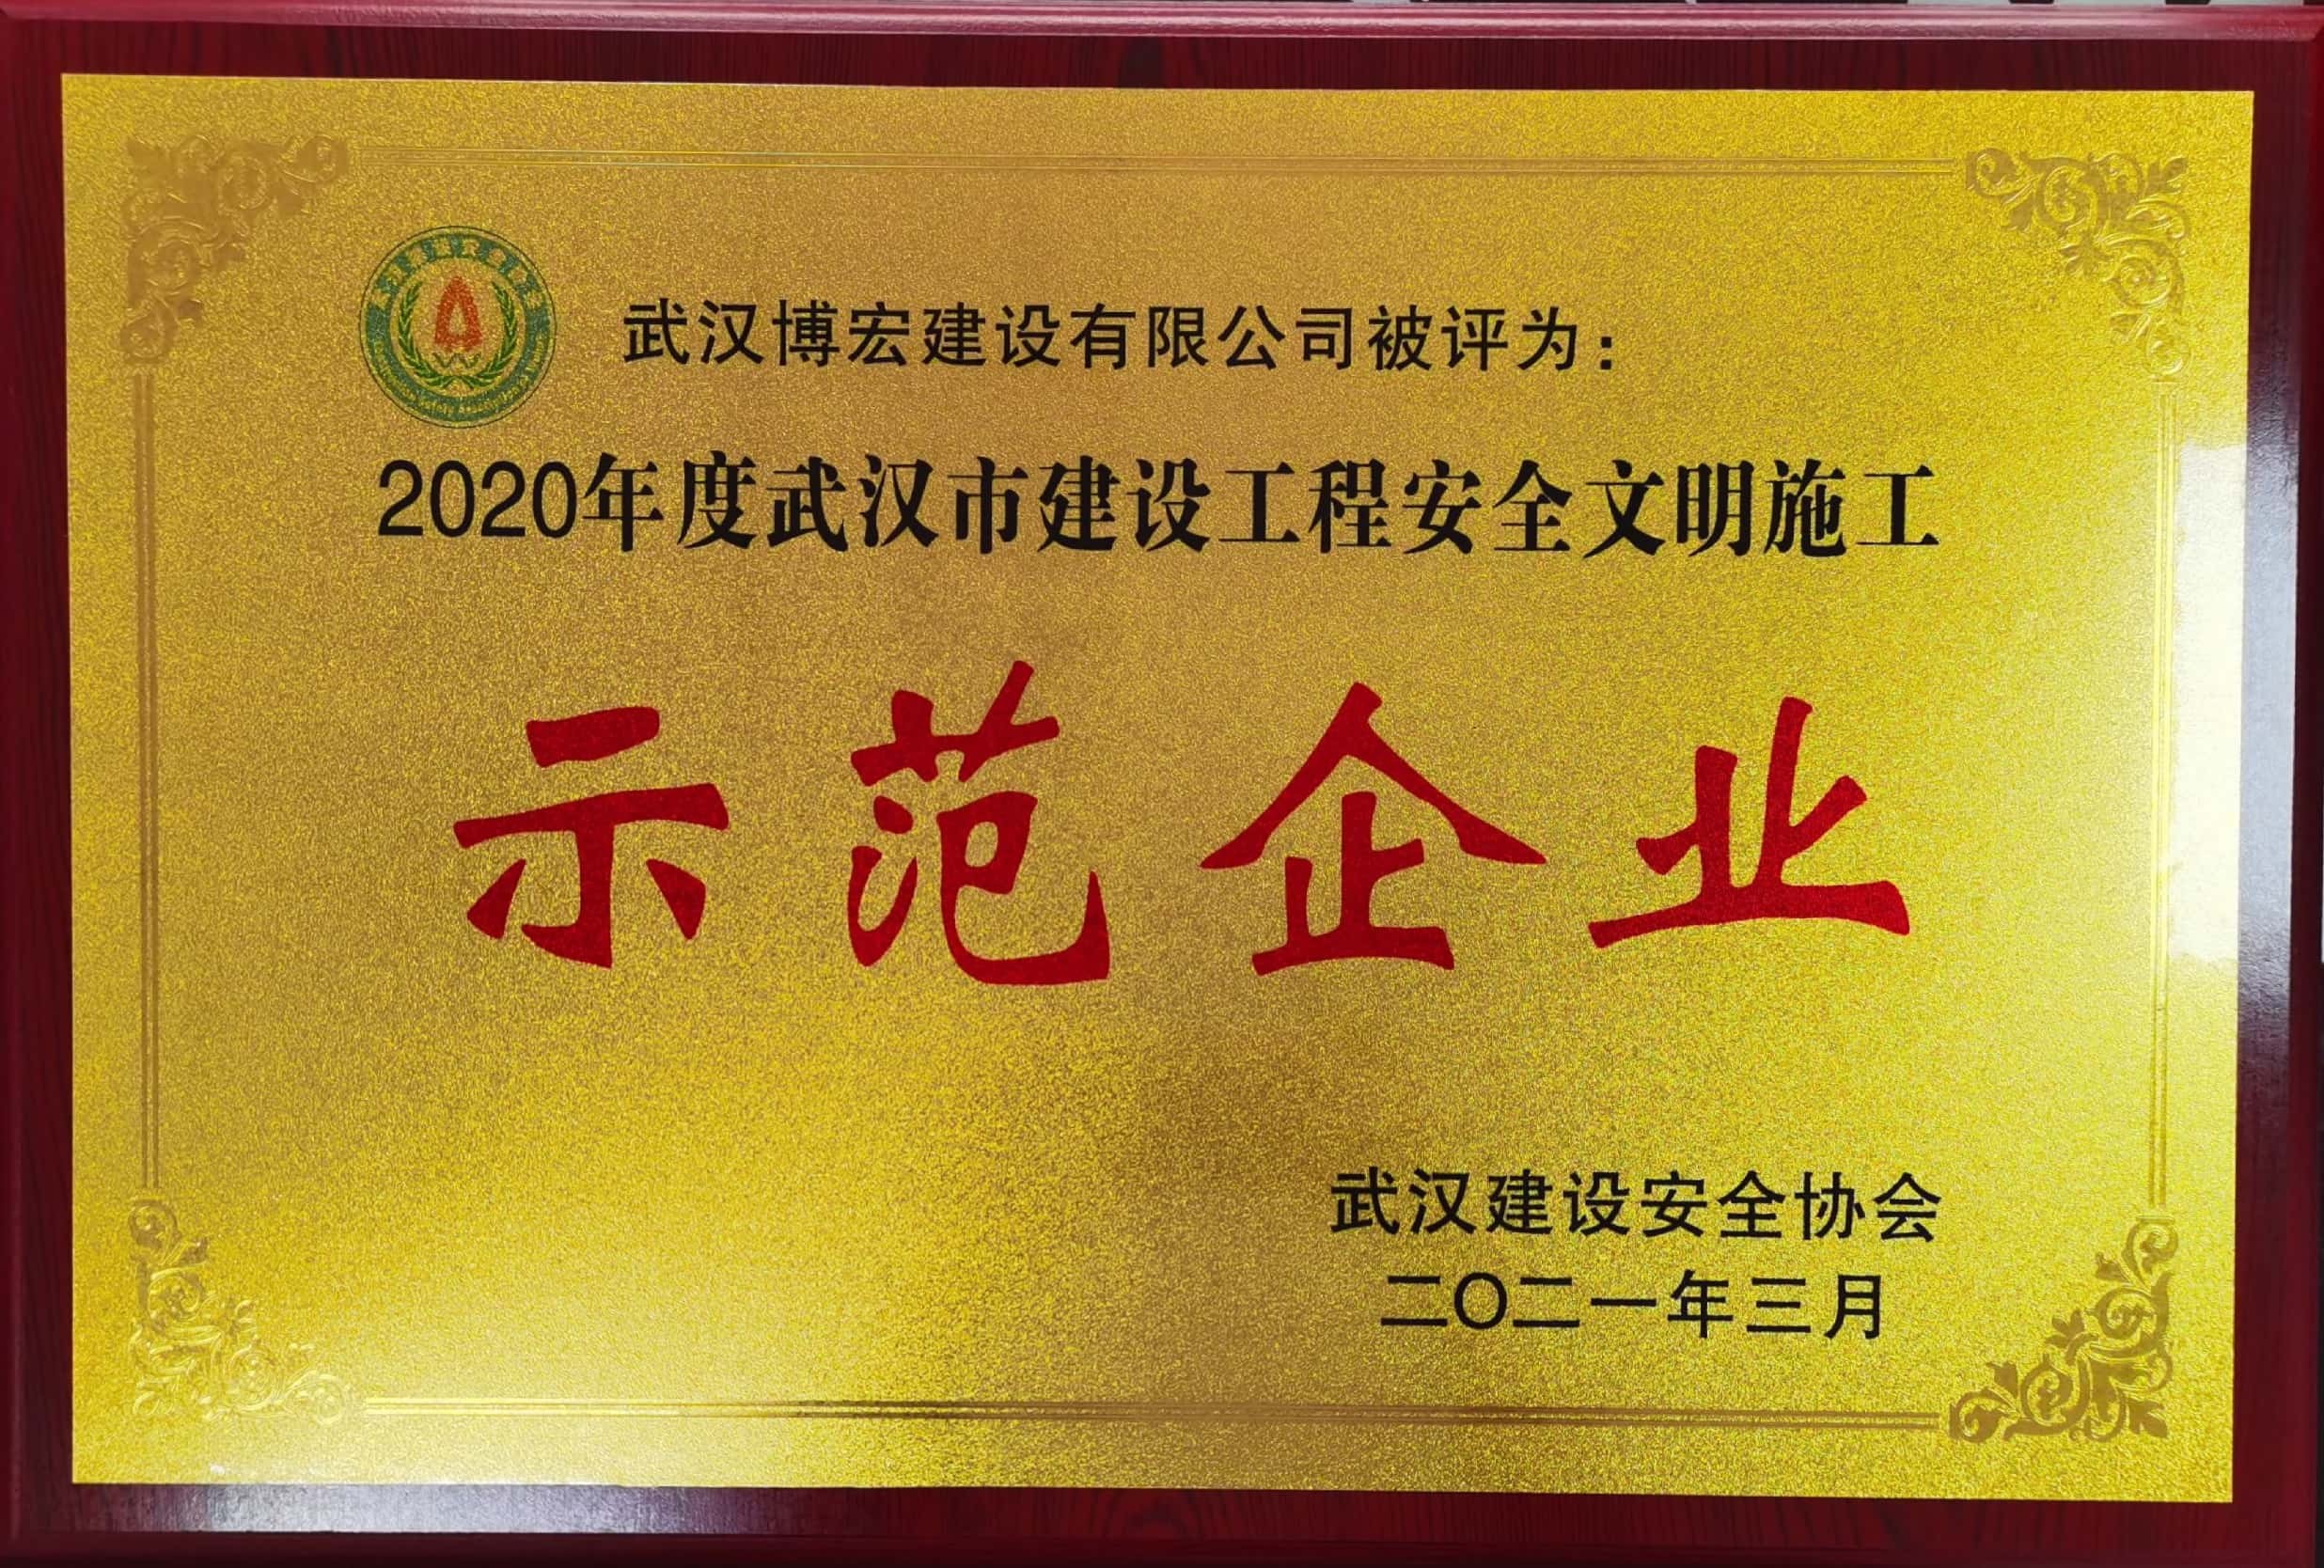 武汉博宏建设有限公司被评为：
2020年度武汉市建设工程安全文明施工
示范企业
武汉建设安全协会
二〇二一年三月